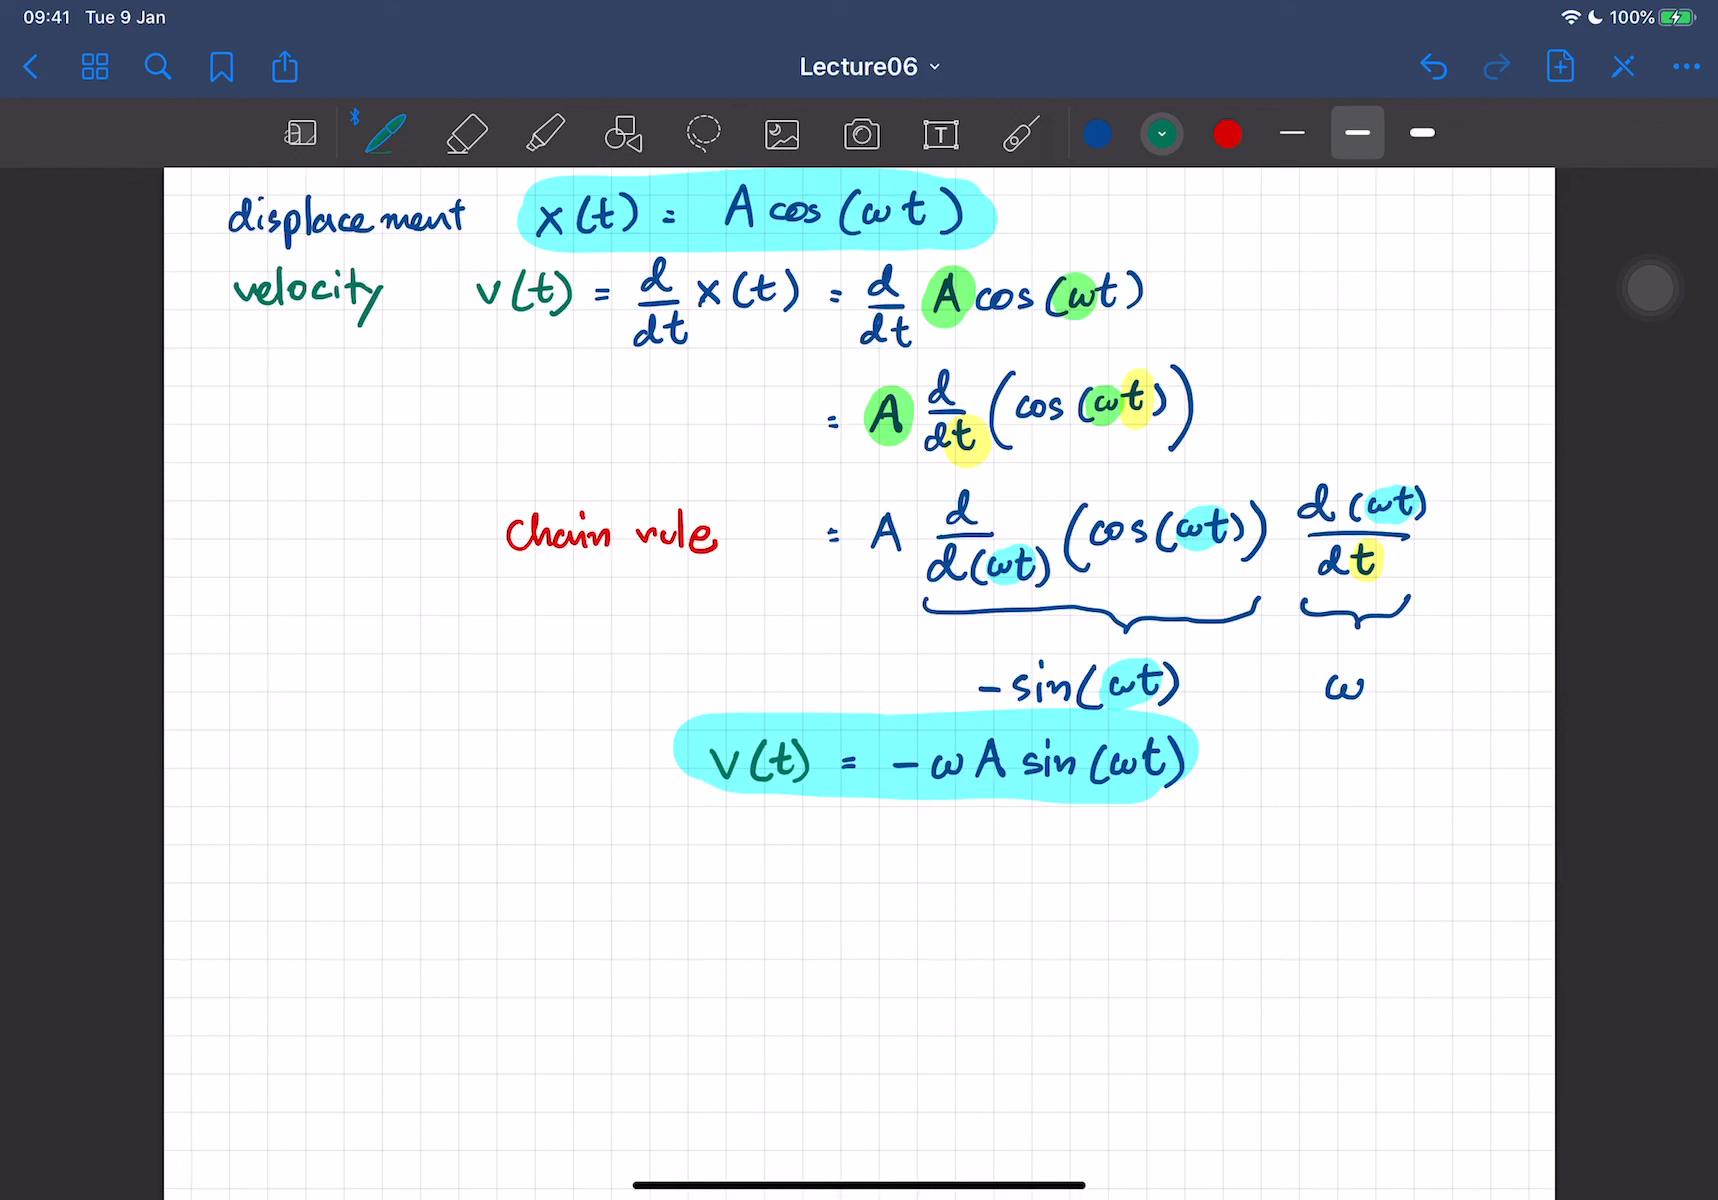 09:41 Tue 9 Jan 100%
Lecture06
T
displacement x(t) = A cos (ωt)
velocity v(t) = d/dt x(t) = d/dt A cos (ωt)
= A d/dt (cos (ωt))
Chain rule = A d/d(ωt) (cos(ωt)) d(ωt)/dt
- sin(ωt) ω
v(t) = - ω A sin (ωt)